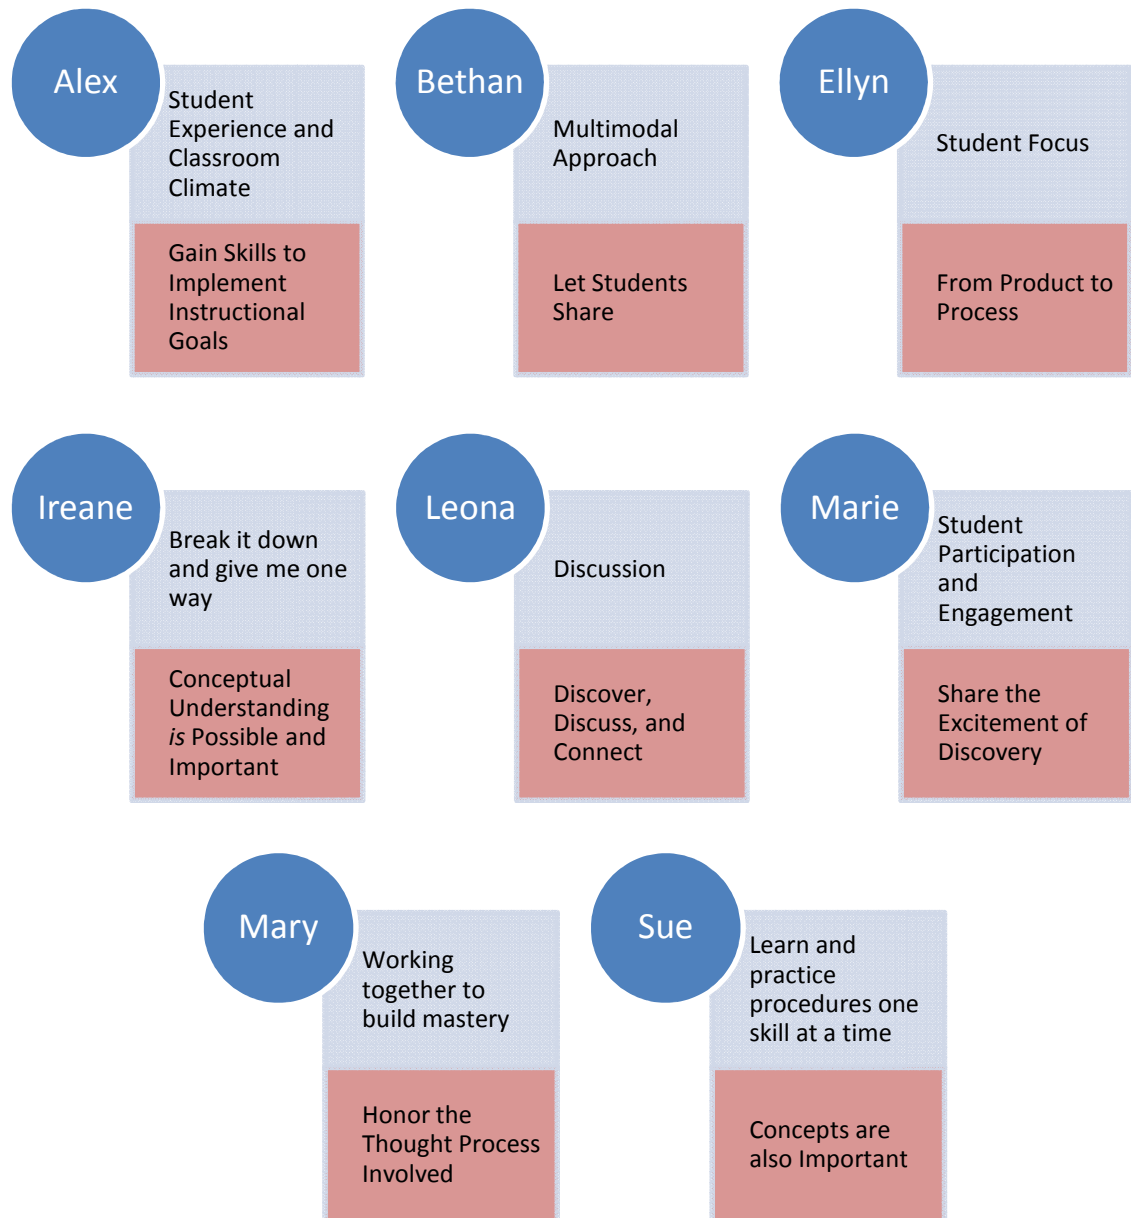 Alex
Student
Experience and
Classroom
Climate
Gain Skills to
Implement
Instructional
Goals
Bethan
Multimodal
Approach
Let Students
Share
Ellyn
Student Focus
From Product to
Process
Ireane
Break it down
and give me one
way
Conceptual
Understanding
is Possible and
Important
Leona
Discussion
Discover,
Discuss, and
Connect
Marie
Student
Participation
and
Engagement
Share the
Excitement of
Discovery
Mary
Working
together to
build mastery
Honor the
Thought Process
Involved
Sue
Learn and
practice
procedures one
skill at a time
Concepts are
also Important